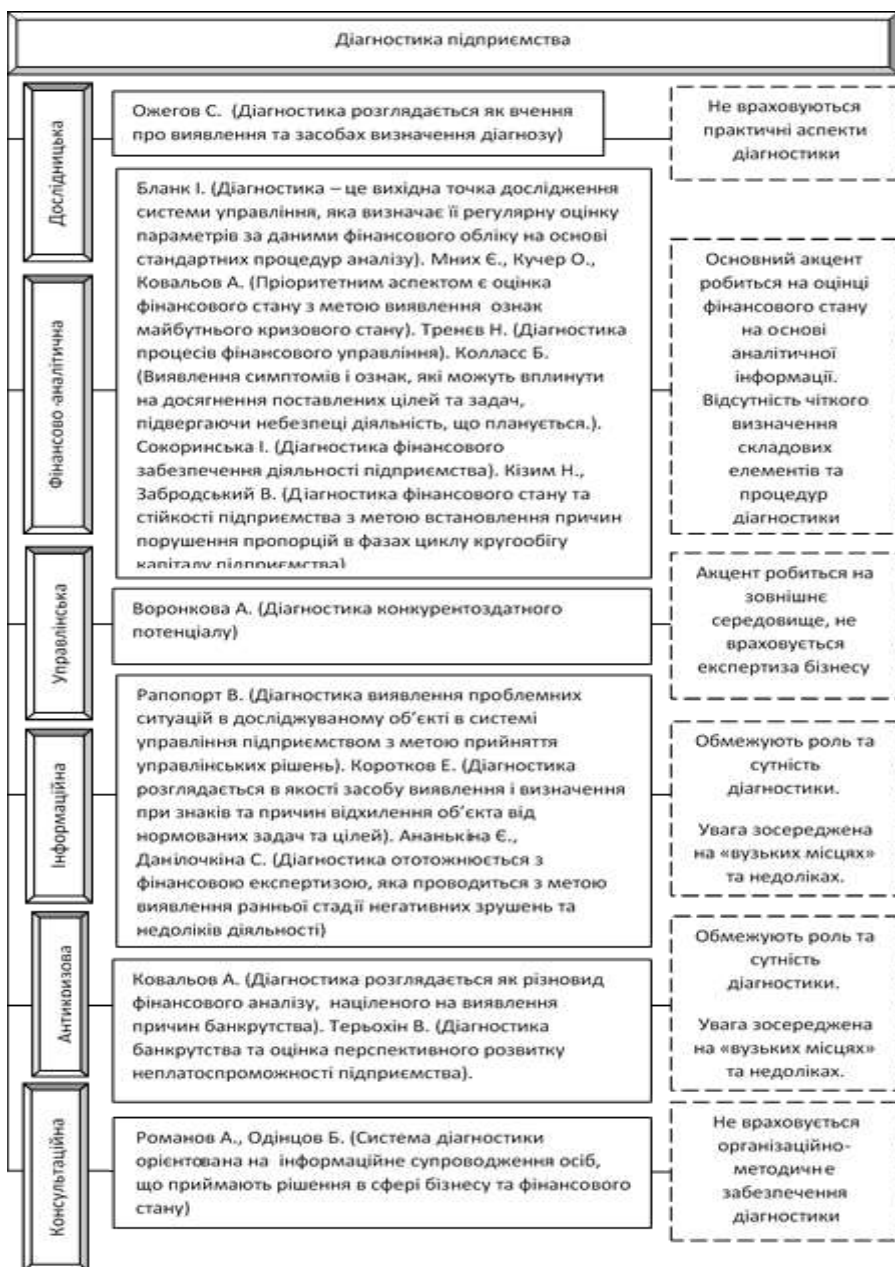 Діагностика підприємства
Дослідницька
Ожегов С. (Діагностика розглядається як вчення
про виявлення та засобах визначення діагнозу)
Не враховуються
практичні аспекти
діагностики
Фінансово -аналітична
Бланк І. (Діагностика – це вихідна точка дослідження
системи управління, яка визначає її регулярну оцінку
параметрів за даними фінансового обліку на основі
стандартних процедур аналізу). Мних Є., Кучер О.,
Ковальов А. (Пріоритетним аспектом є оцінка
фінансового стану з метою виявлення ознак
майбутнього кризового стану). Тренєв Н. (Діагностика
процесів фінансового управління). Колласс Б.
(Виявлення симптомів і ознак, які можуть вплинути
на досягнення поставлених цілей та задач,
підвергаючи небезпеці діяльність, що планується.).
Сокоринська І. (Діагностика фінансового
забезпечення діяльності підприємства). Кізим Н.,
Забродський В. (Діагностика фінансового стану та
стійкості підприємства з метою встановлення причин
порушення пропорцій в фазах циклу кругообігу
капіталу підприємства)
Основний акцент
робиться на оцінці
фінансового стану
на основі
аналітичної
інформації.
Відсутність чіткого
визначення
складових
елементів та
процедур
діагностики
Управлінська
Воронкова А. (Діагностика конкурентоздатного
потенціалу)
Акцент робиться на
зовнішнє
середовище, не
враховується
експертиза бізнесу
Інформаційна
Рапопорт В. (Діагностика виявлення проблемних
ситуацій в досліджуваному об’єкті в системі
управління підприємством з метою прийняття
управлінських рішень). Коротков Е. (Діагностика
розглядається в якості засобу виявлення і визначення
при знаків та причин відхилення об’єкта від
нормованих задач та цілей). Ананькіна Є.,
Данілочкіна С. (Діагностика ототожнюється з
фінансовою експертизою, яка проводиться з метою
виявлення ранньої стадії негативних зрушень та
недоліків діяльності)
Обмежують роль та
сутність
діагностики.
Увага зосереджена
на «вузьких місцях»
та недоліках.
Антикризова
Ковальов А. (Діагностика розглядається як різновид
фінансового аналізу, націленого на виявлення
причин банкрутства). Терьохін В. (Діагностика
банкрутства та оцінка перспективного розвитку
неплатоспроможності підприємства).
Обмежують роль та
сутність
діагностики.
Увага зосереджена
на «вузьких місцях»
та недоліках.
Консультаційна
Романов А., Одінцов Б. (Система діагностики
орієнтована на інформаційне супроводження осіб,
що приймають рішення в сфері бізнесу та фінансового
стану)
Не враховується
організаційно-
методичне
забезпечення
діагностики